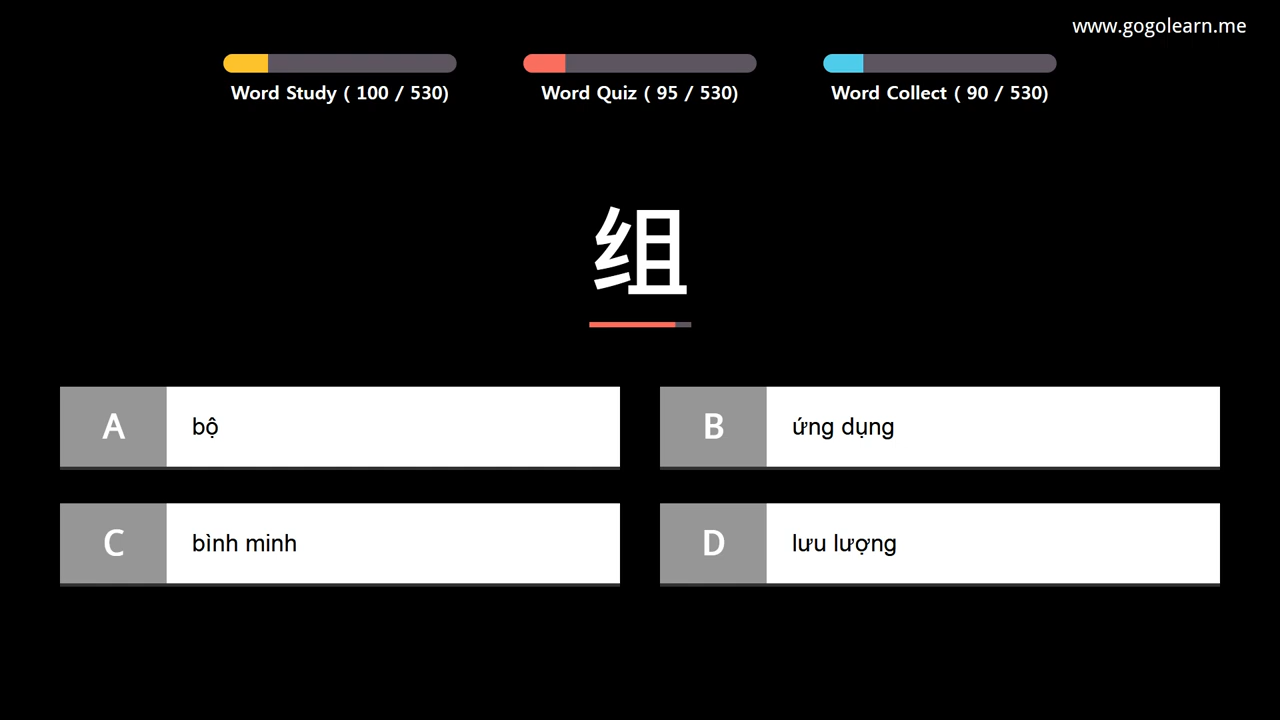 www.gogolearn.me
Word Study ( 100 / 530)
Word Quiz ( 95 / 530)
Word Collect ( 90 / 530)
组
A bộ
B ứng dụng
C bình minh
D lưu lượng